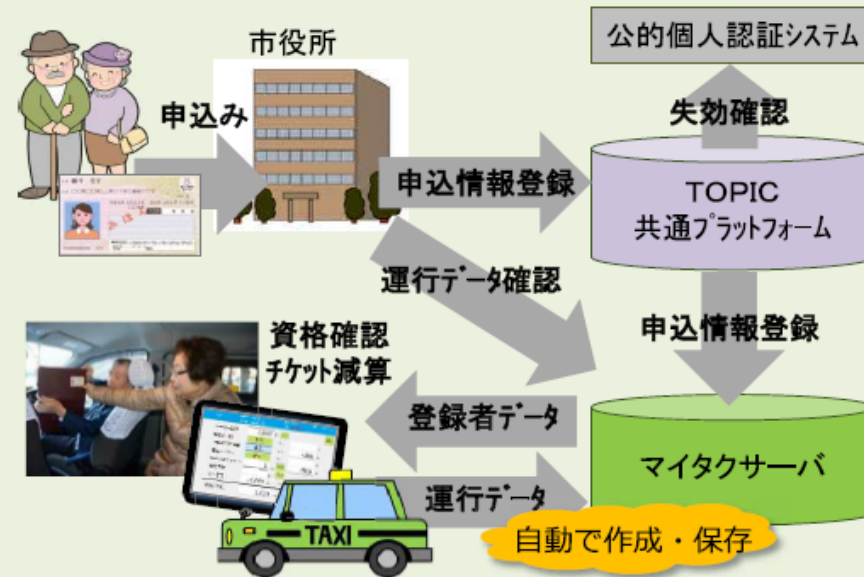 市役所
公的個人認証システム
申込み
失効確認
申込情報登録
TOPIC
共通プラットフォーム
運行データ確認
申込情報登録
資格確認
チケット減算
登録者データ
マイタクサーバ
運行データ
TAXI
自動で作成・保存